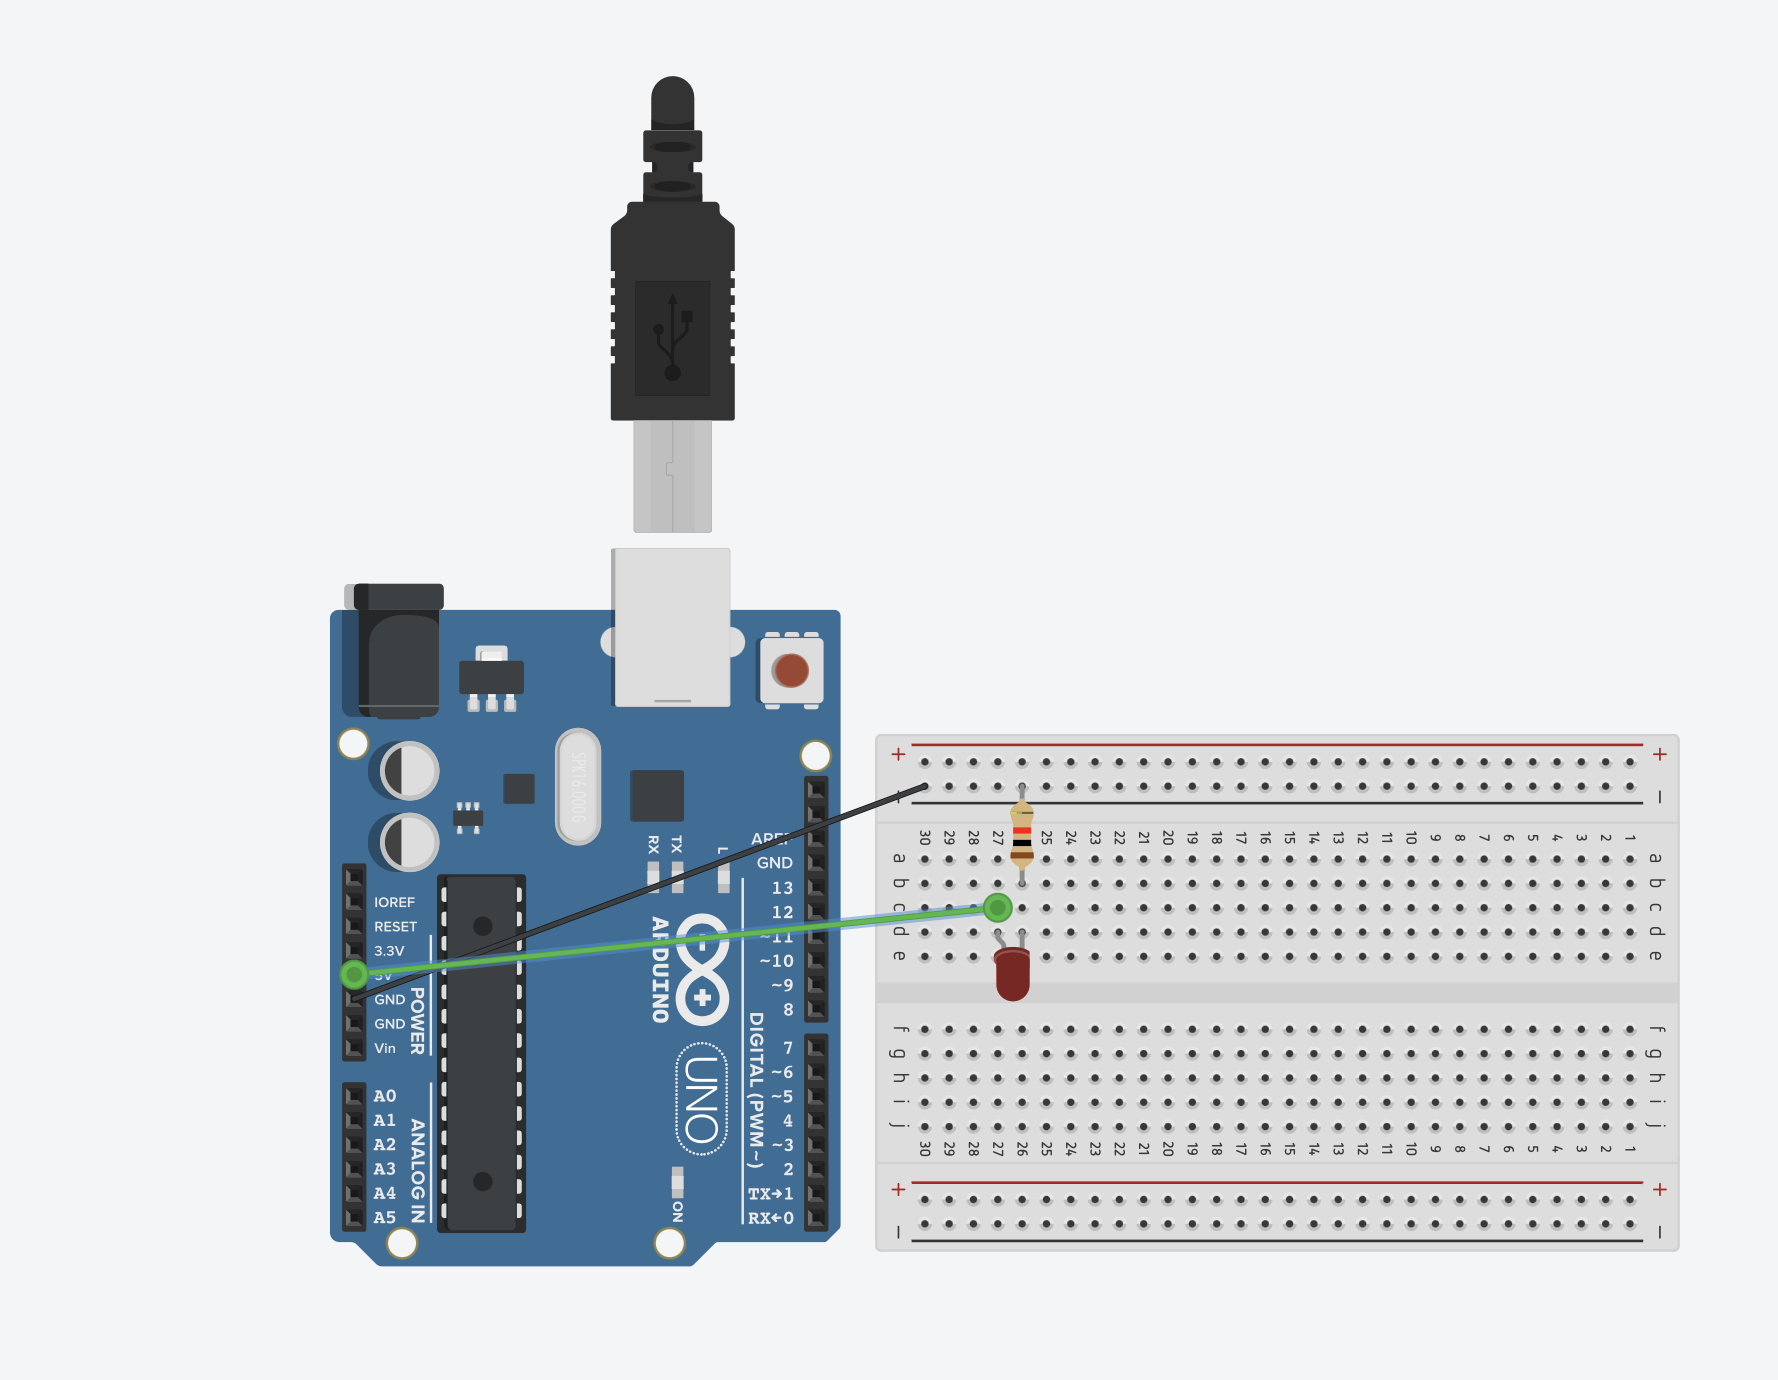 SPK16.000G
RX
TX
L
AREF
GND
13
12
~11
~10
~9
8
7
~6
~5
4
~3
2
TX→1
RX←0
DIGITAL (PWM~)
ARDUINO
UNO
ON
IOREF
RESET
3.3V
5V
GND
GND
Vin
POWER
A0
A1
A2
A3
A4
A5
ANALOG IN
+ +
– –
30 29 28 27 25 24 23 22 21 20 19 18 17 16 15 14 13 12 11 10 9 8 7 6 5 4 3 2 1
a a
b b
c c
d d
e e
f f
g g
h h
i i
j j
30 29 28 27 26 25 24 23 22 21 20 19 18 17 16 15 14 13 12 11 10 9 8 7 6 5 4 3 2 1
+ +
– –